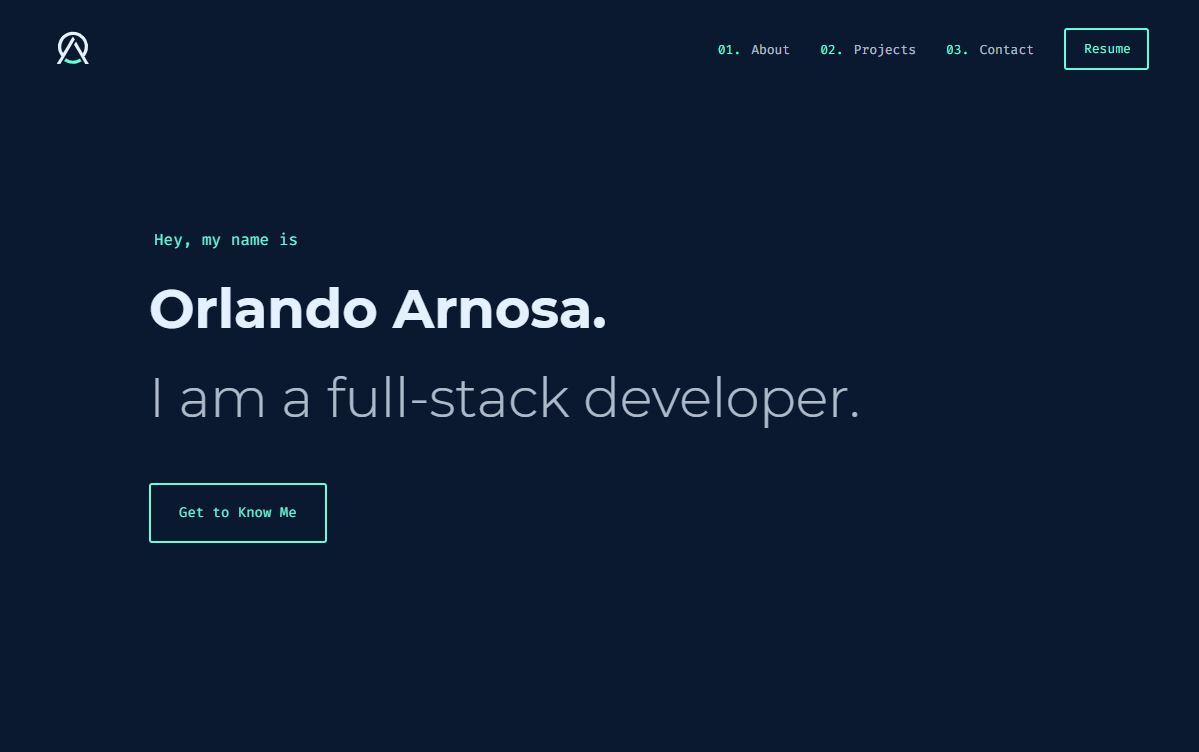 01. About 02. Projects 03. Contact Resume
Hey, my name is
Orlando Arnosa.
I am a full-stack developer.
Get to Know Me